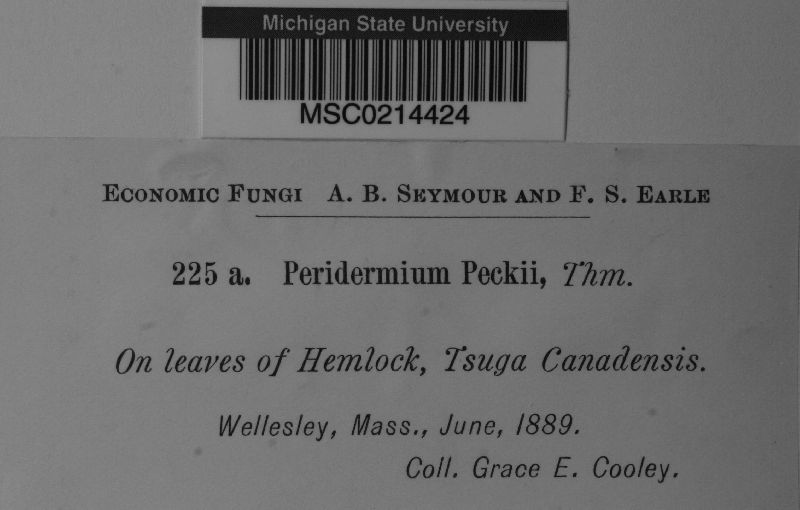 Michigan State University
MSC0214424
Economic Fungi A. B. Seymour and F. S. Earle
225 a. Peridermium Peckii, Thm.
On leaves of Hemlock, Tsuga Canadensis.
Wellesley, Mass., June, 1889.
Coll. Grace E. Cooley.